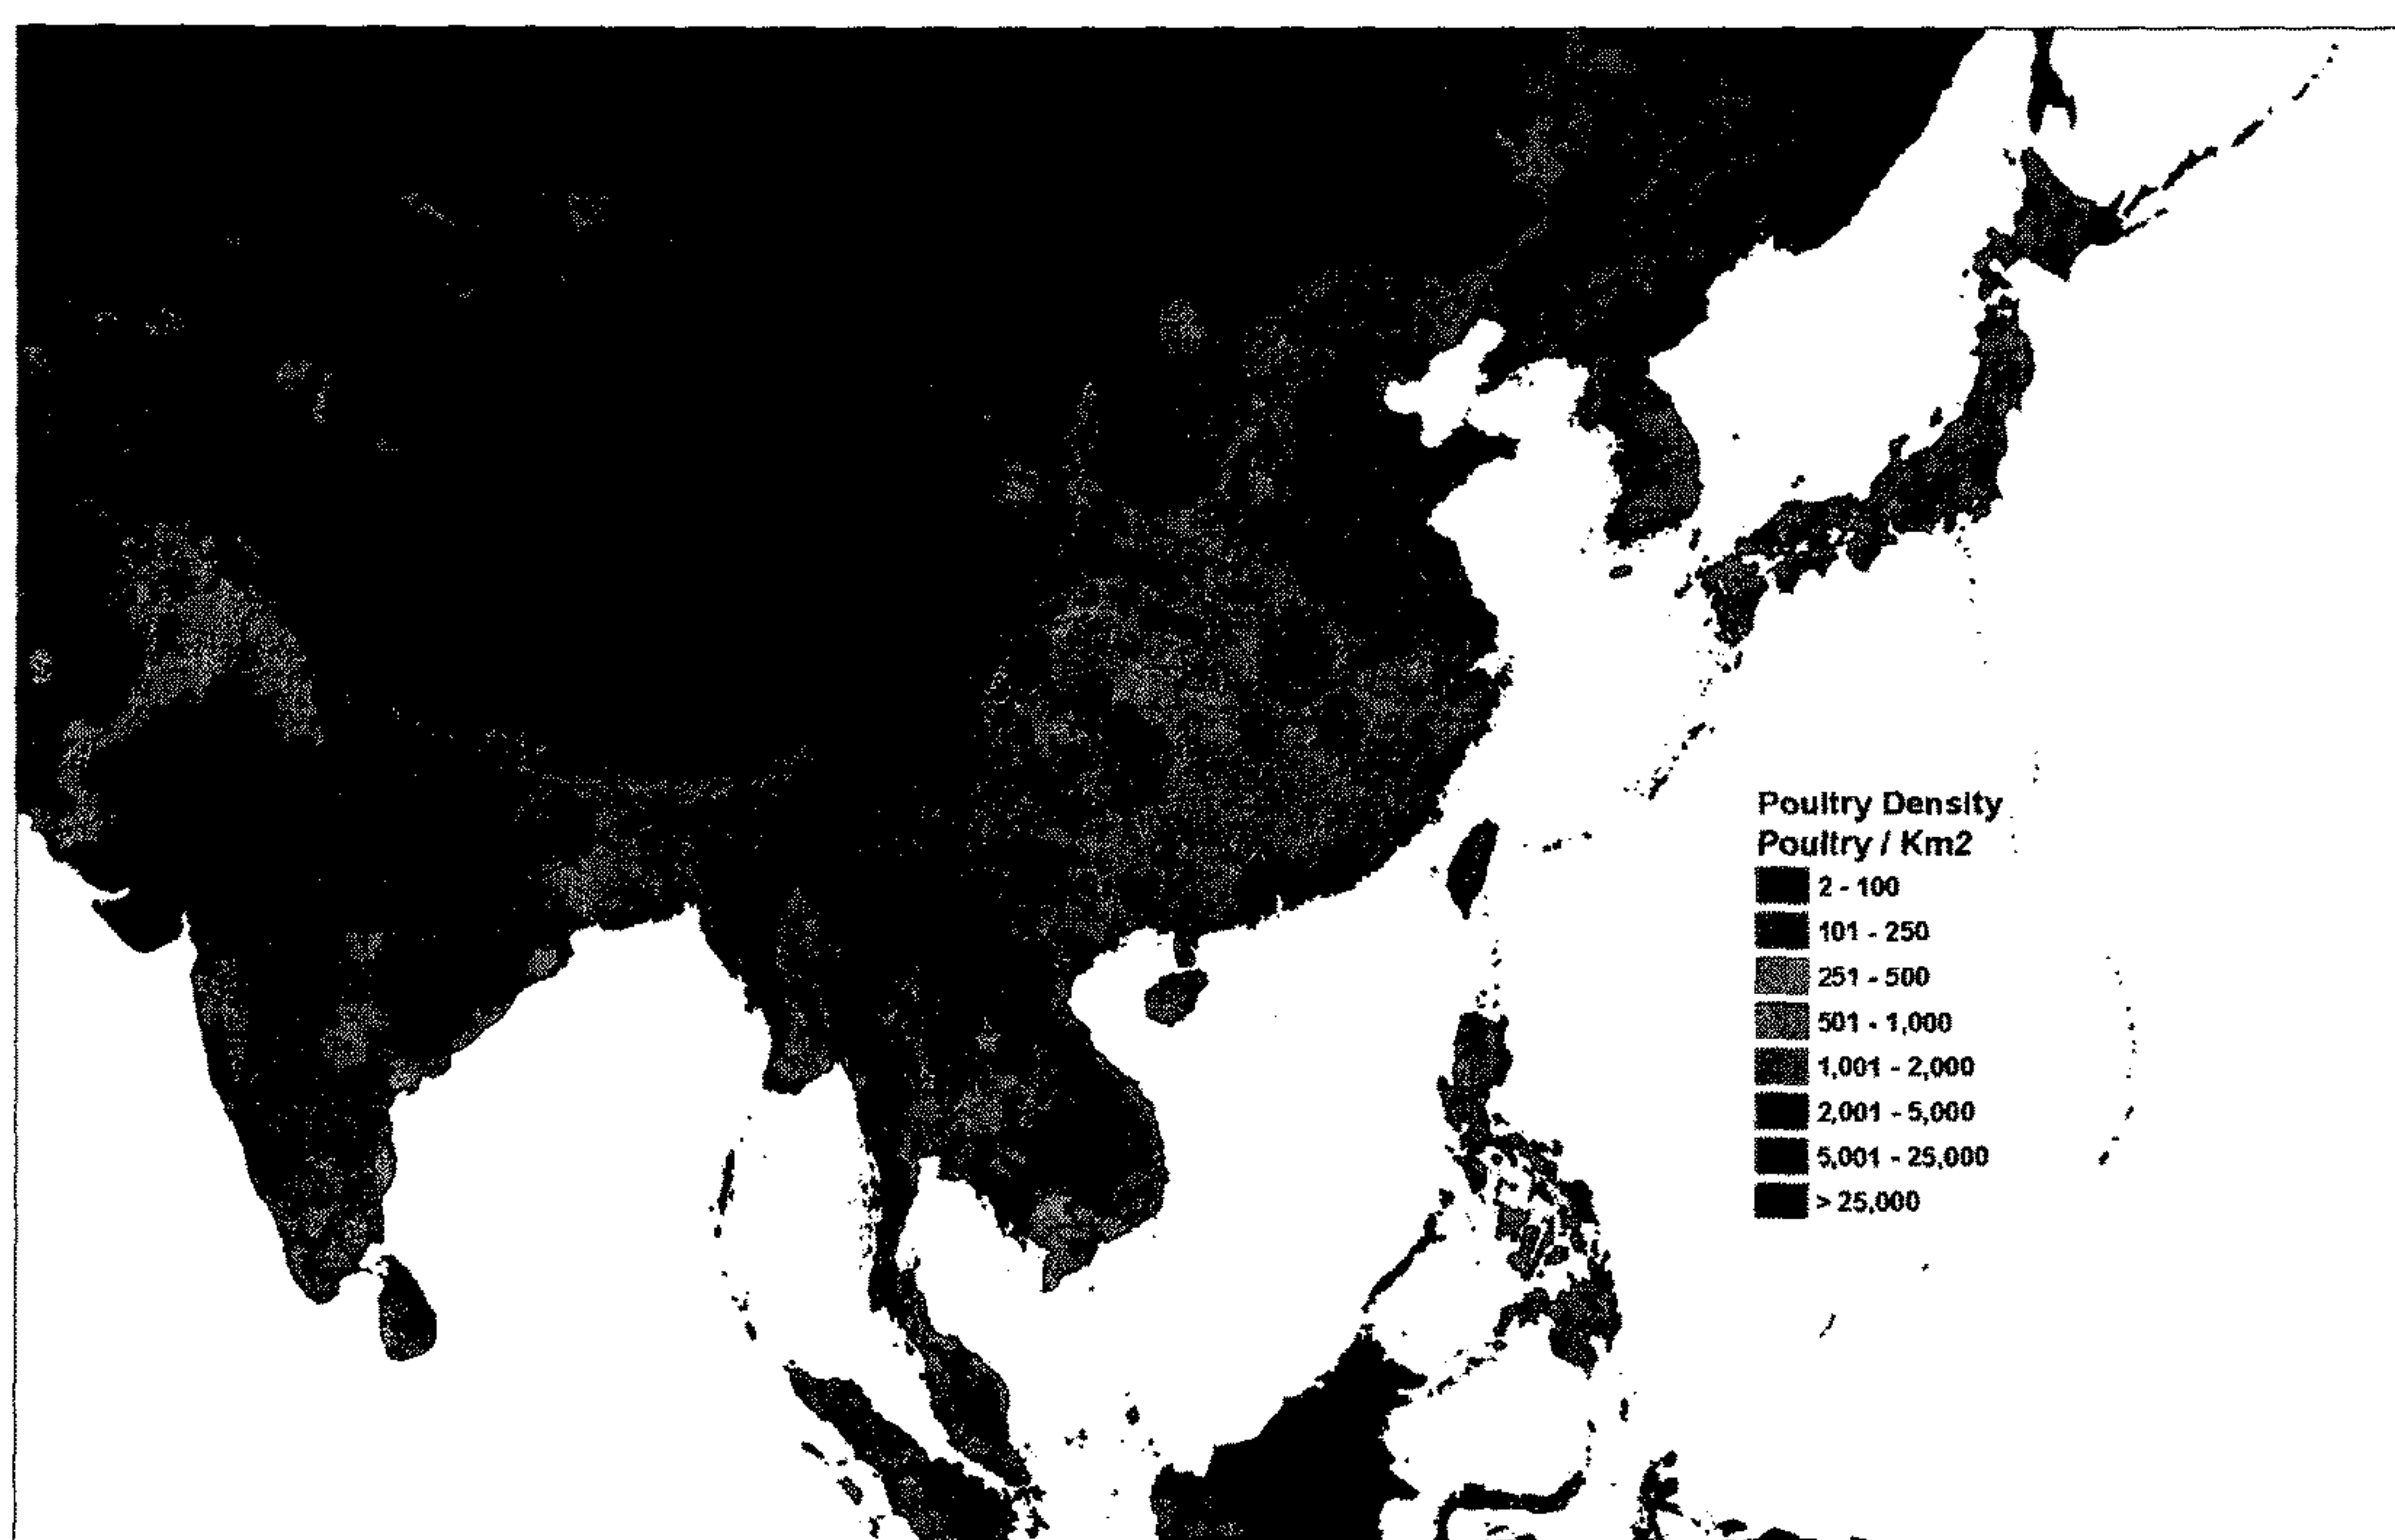 Poultry Density
Poultry / Km2
2 - 100
101 - 250
251 - 500
501 - 1,000
1,001 - 2,000
2,001 - 5,000
5,001 - 25,000
> 25,000